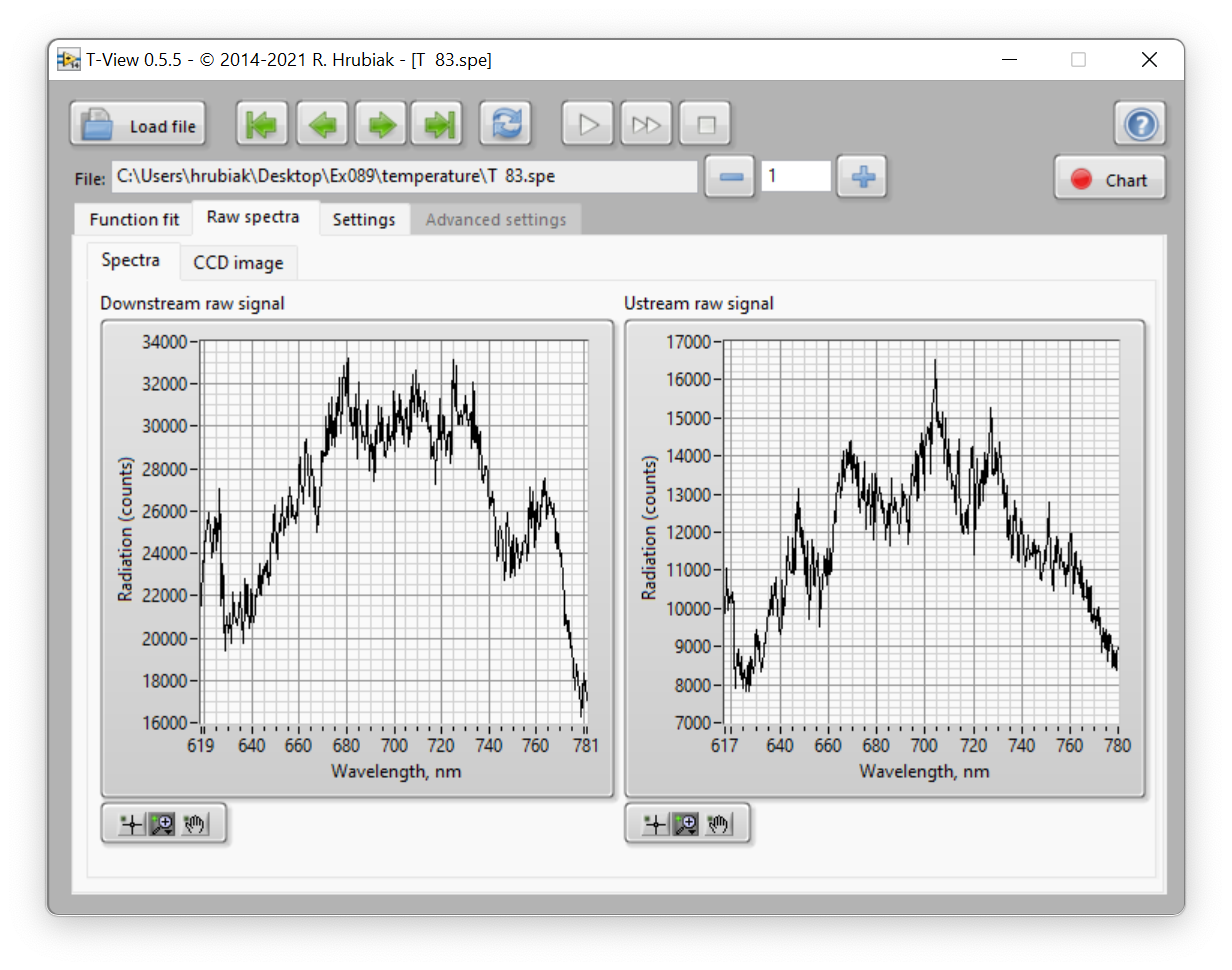 T-View 0.5.5 - © 2014-2021 R. Hrubiak - [T 83.spe]
Load file
File: C:\Users\hrubiak\Desktop\Ex089\temperature\T 83.spe 1 Chart
Function fit Raw spectra Settings Advanced settings
Spectra CCD image
Downstream raw signal
34000
32000
30000
28000
26000
24000
22000
20000
18000
16000
Radiation (counts)
619 640 660 680 700 720 740 760 781
Wavelength, nm
Ustream raw signal
17000
16000
15000
14000
13000
12000
11000
10000
9000
8000
7000
Radiation (counts)
617 640 660 680 700 720 740 760 780
Wavelength, nm